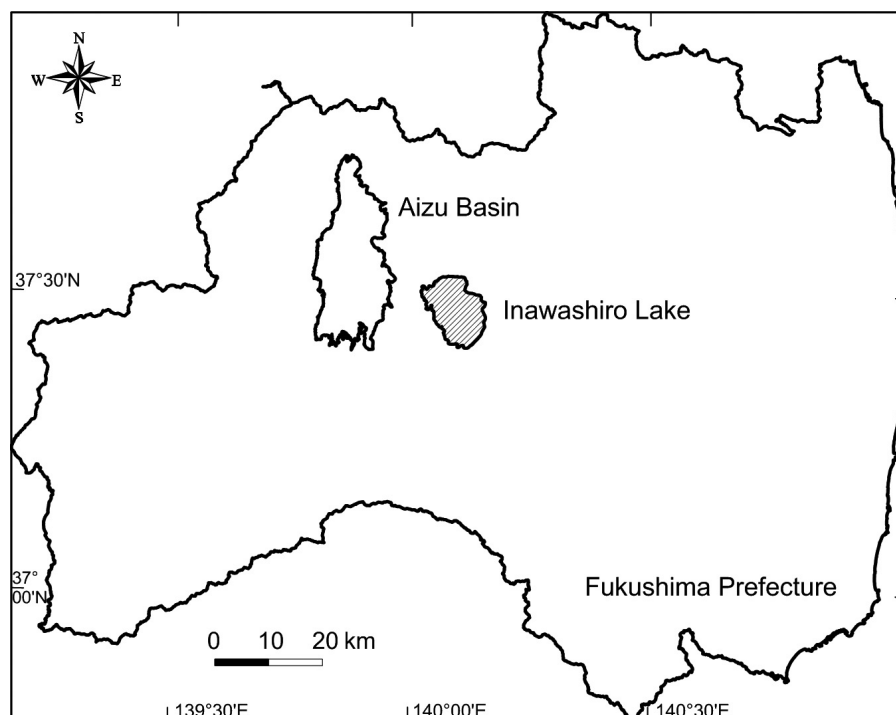 N
W E
S
Aizu Basin
37°30'N
Inawashiro Lake
37°
00'N
Fukushima Prefecture
0 10 20 km
139°30'E
140°00'E
140°30'E